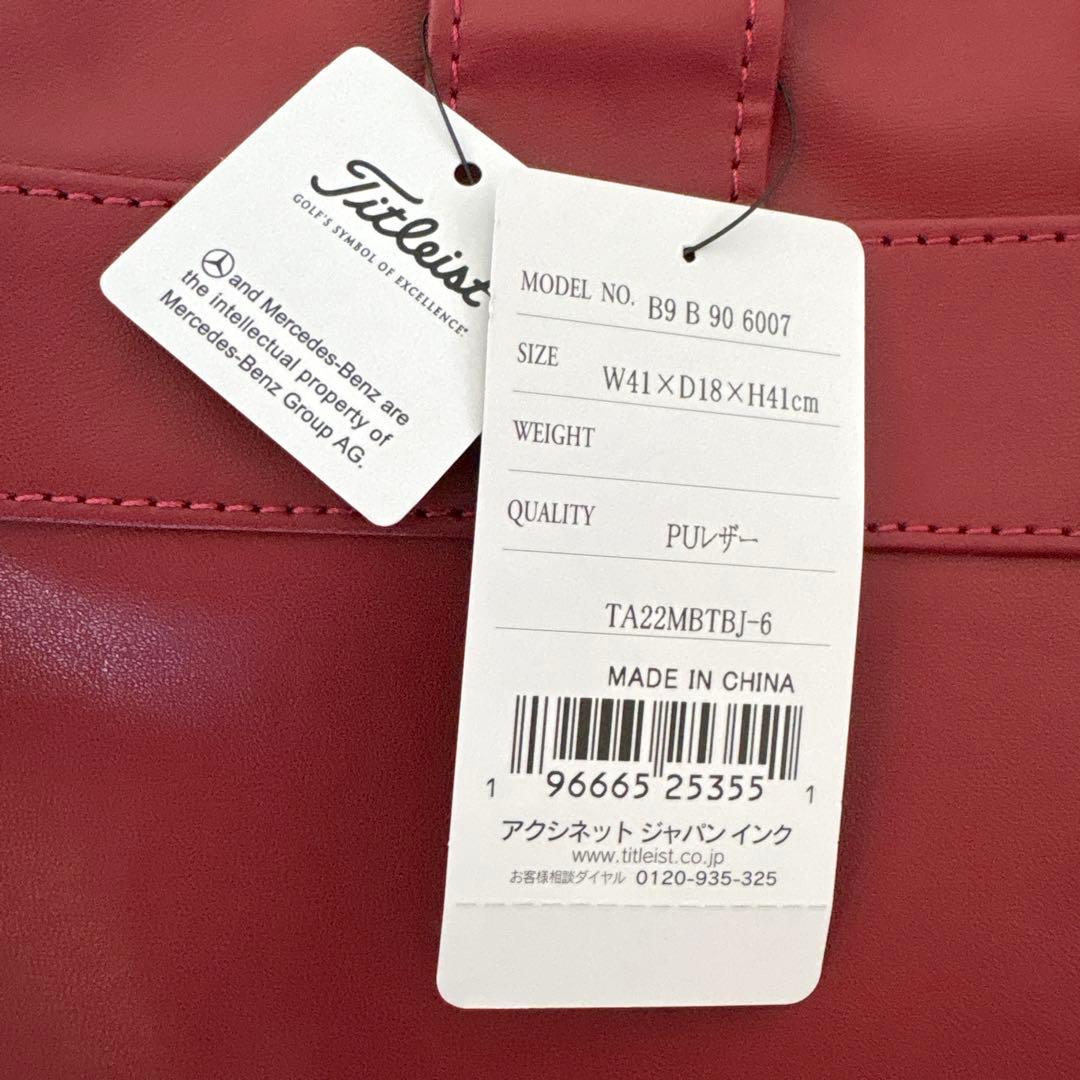 Titleist
GOLF'S SYMBOL OF EXCELLENCE®
and Mercedes-Benz are
the intellectual property of
Mercedes-Benz Group AG.
MODEL NO. B9 B 90 6007
SIZE W41×D18×H41cm
WEIGHT
QUALITY PUレザー
TA22MBTBJ-6
MADE IN CHINA
1 96665 25355 1
アクシネット ジャパン インク
www.titleist.co.jp
お客様相談ダイヤル 0120-935-325